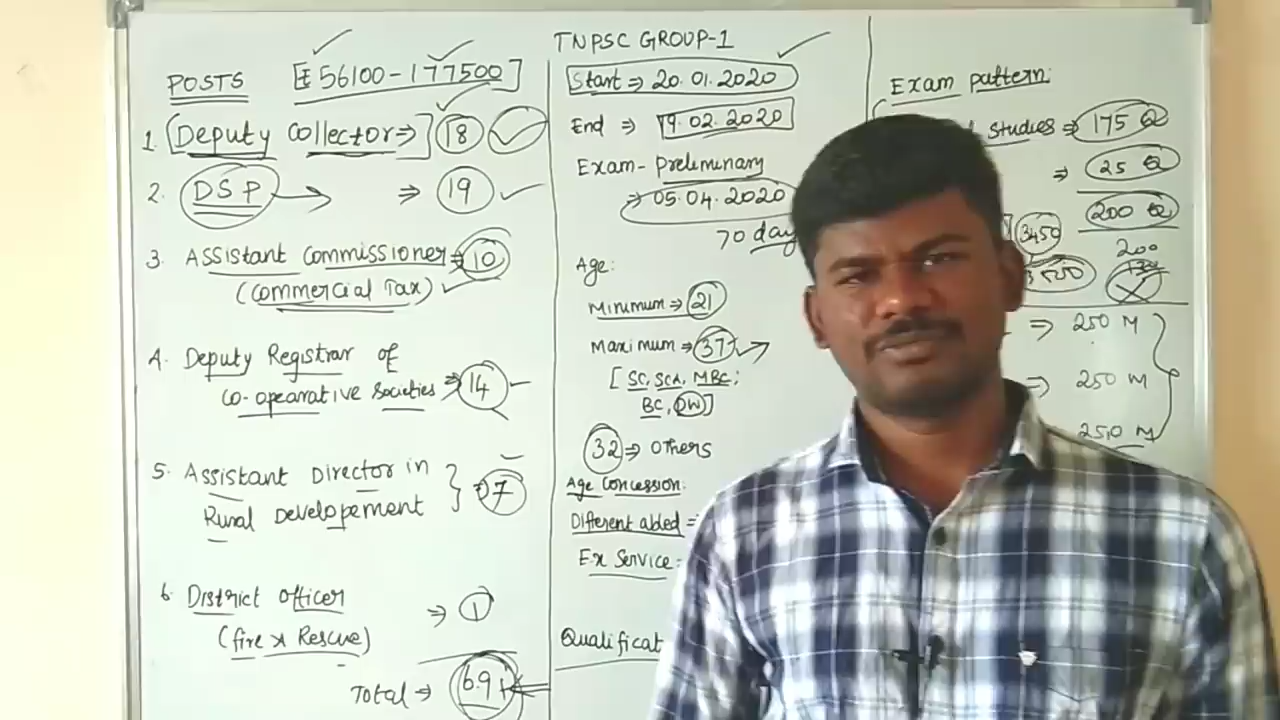 TNPSC GROUP-1
POSTS [₹ 56100-177500]
1. [Deputy Collector ⇒] 18
2. DSP → ⇒ 19
3. Assistant Commissioner ⇒ 10
(Commercial Tax)
4. Deputy Registrar of
Co-opearative Societies ⇒ 14
5. Assistant Director in
Rural Developement } ⇒ 07
6. District officer
(fire & Rescue) ⇒ 1
Total → 69
Start ⇒ 20.01.2020
End ⇒ 19.02.2020
Exam- Preliminary
⇒ 05.04.2020
70 day
Age:
Minimum → 21
Maximum → 37
[SC, SCA, MBC,
BC, DW]
32 ⇒ Others
Age Concession:
Different abled ⇒
Ex Service:
Qualificat
Exam pattern:
studies ⇒ 175 Q
⇒ 25 Q
200 Q
200
3450
⇒ 250 M
⇒ 250 M
250 M